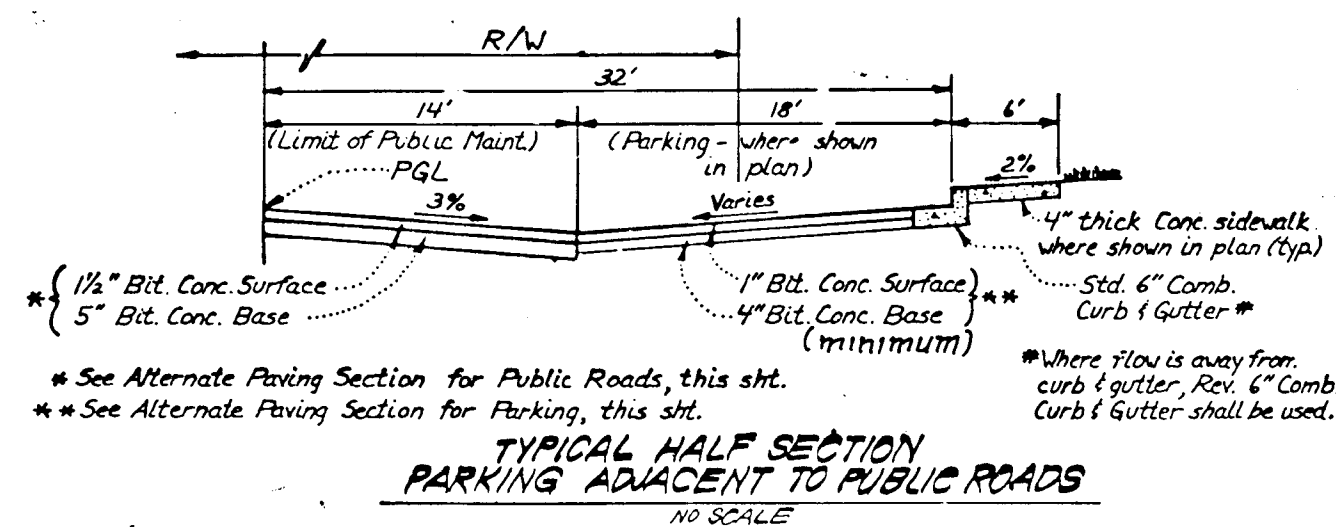 R/W
32'
14'
18'
6'
(Limit of Public Maint.)
(Parking - where shown
in plan)
PGL
3%
Varies
2%
4" thick Conc. sidewalk
where shown in plan (typ.)
* { 1½" Bit. Conc. Surface
5" Bit. Conc. Base
1" Bit. Conc. Surface } **
4" Bit. Conc. Base
(minimum)
Std. 6" Comb.
Curb & Gutter #
* See Alternate Paving Section for Public Roads, this sht.
** See Alternate Paving Section for Parking, this sht.
# Where flow is away from
curb & gutter, Rev. 6" Comb.
Curb & Gutter shall be used.
TYPICAL HALF SECTION
PARKING ADJACENT TO PUBLIC ROADS
NO SCALE